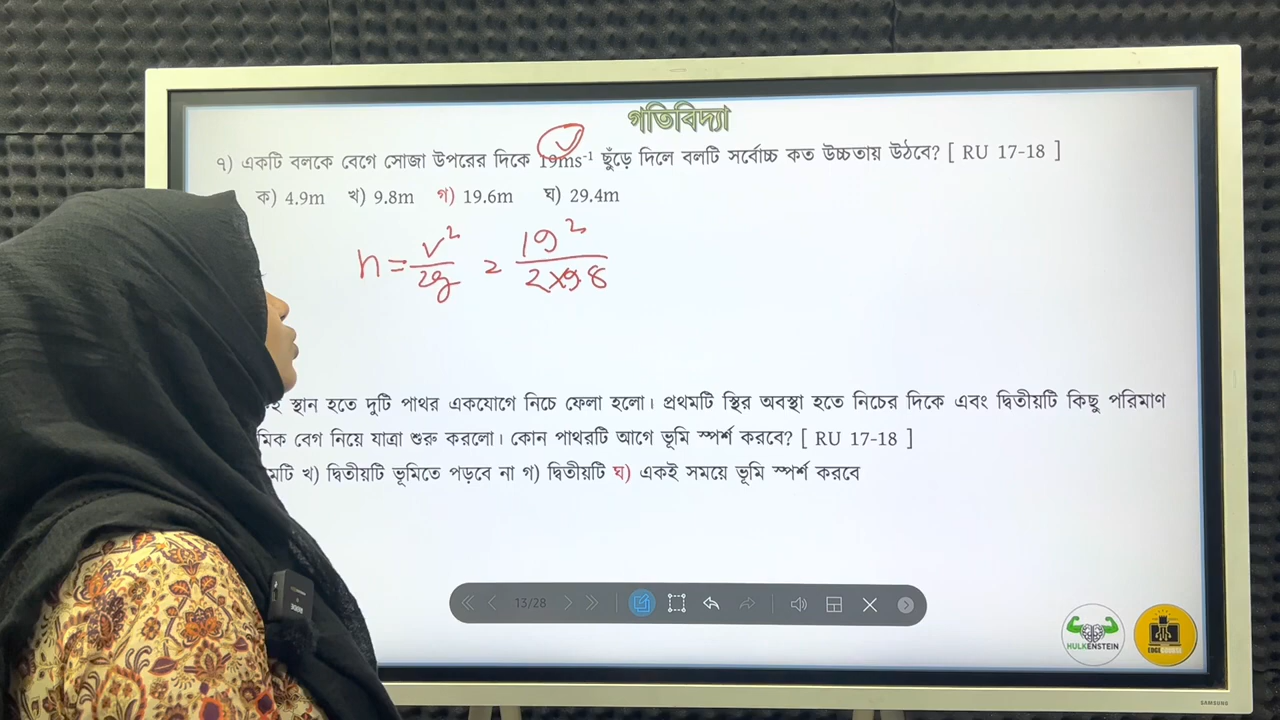 গতিবিদ্যা
৭) একটি বলকে বেগে সোজা উপরের দিকে 19ms⁻¹ ছুঁড়ে দিলে বলটি সর্বোচ্চ কত উচ্চতায় উঠবে? [ RU 17-18 ]
ক) 4.9m খ) 9.8m গ) 19.6m ঘ) 29.4m
h = v²/2g = 19²/2×9.8
স্থান হতে দুটি পাথর একযোগে নিচে ফেলা হলো। প্রথমটি স্থির অবস্থা হতে নিচের দিকে এবং দ্বিতীয়টি কিছু পরিমাণ
বেগ নিয়ে যাত্রা শুরু করলো। কোন পাথরটি আগে ভূমি স্পর্শ করবে? [ RU 17-18 ]
খ) দ্বিতীয়টি ভূমিতে পড়বে না গ) দ্বিতীয়টি ঘ) একই সময়ে ভূমি স্পর্শ করবে
13/28
HULKENSTEIN
EDGE COURSE
SAMSUNG